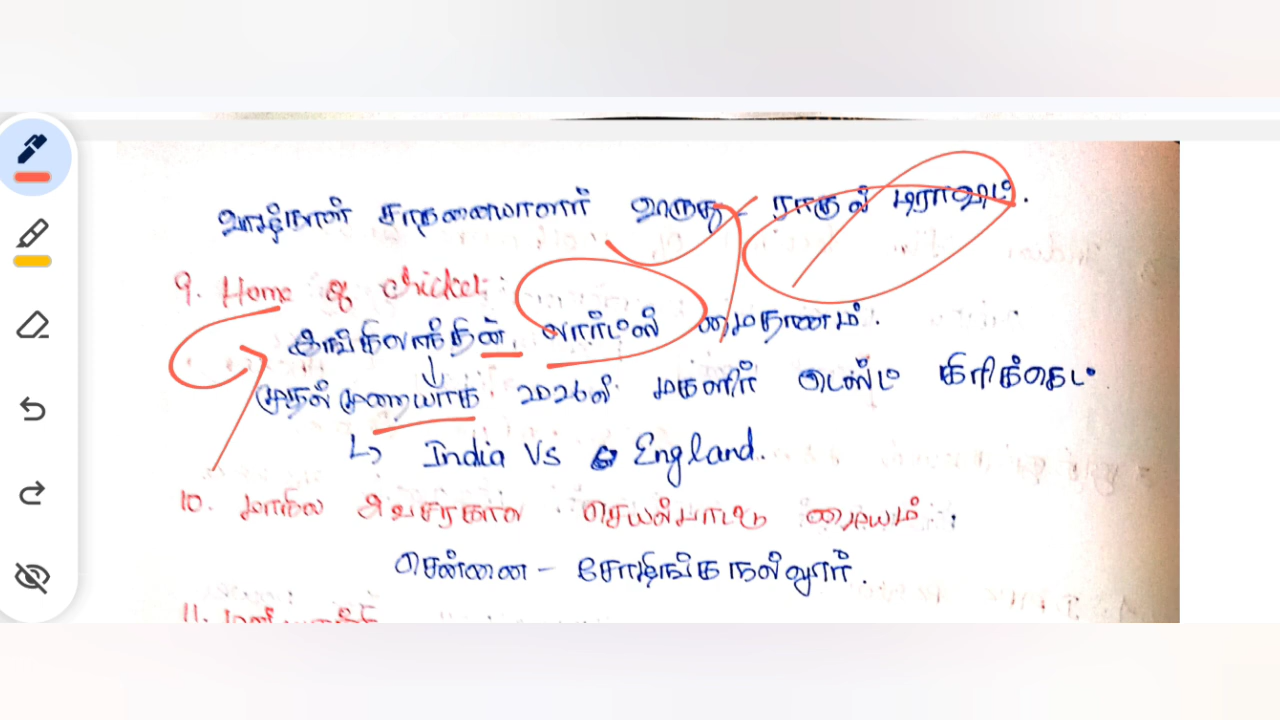 வாழ்நாள் சாதனையாளர் விருது - ராகுல் டிராவிட்.
9. Home of cricket:
இங்கிலாந்தின் லார்ட்ஸ் மைதானம்.
முதல் முறையாக 2026ல் மகளிர் டெஸ்ட் கிரிக்கெட்
↳ India Vs England.
10. மாநில அவசரகால செயல்பாட்டு மையம் :
சென்னை - சோழிங்கநல்லூர்.
11.